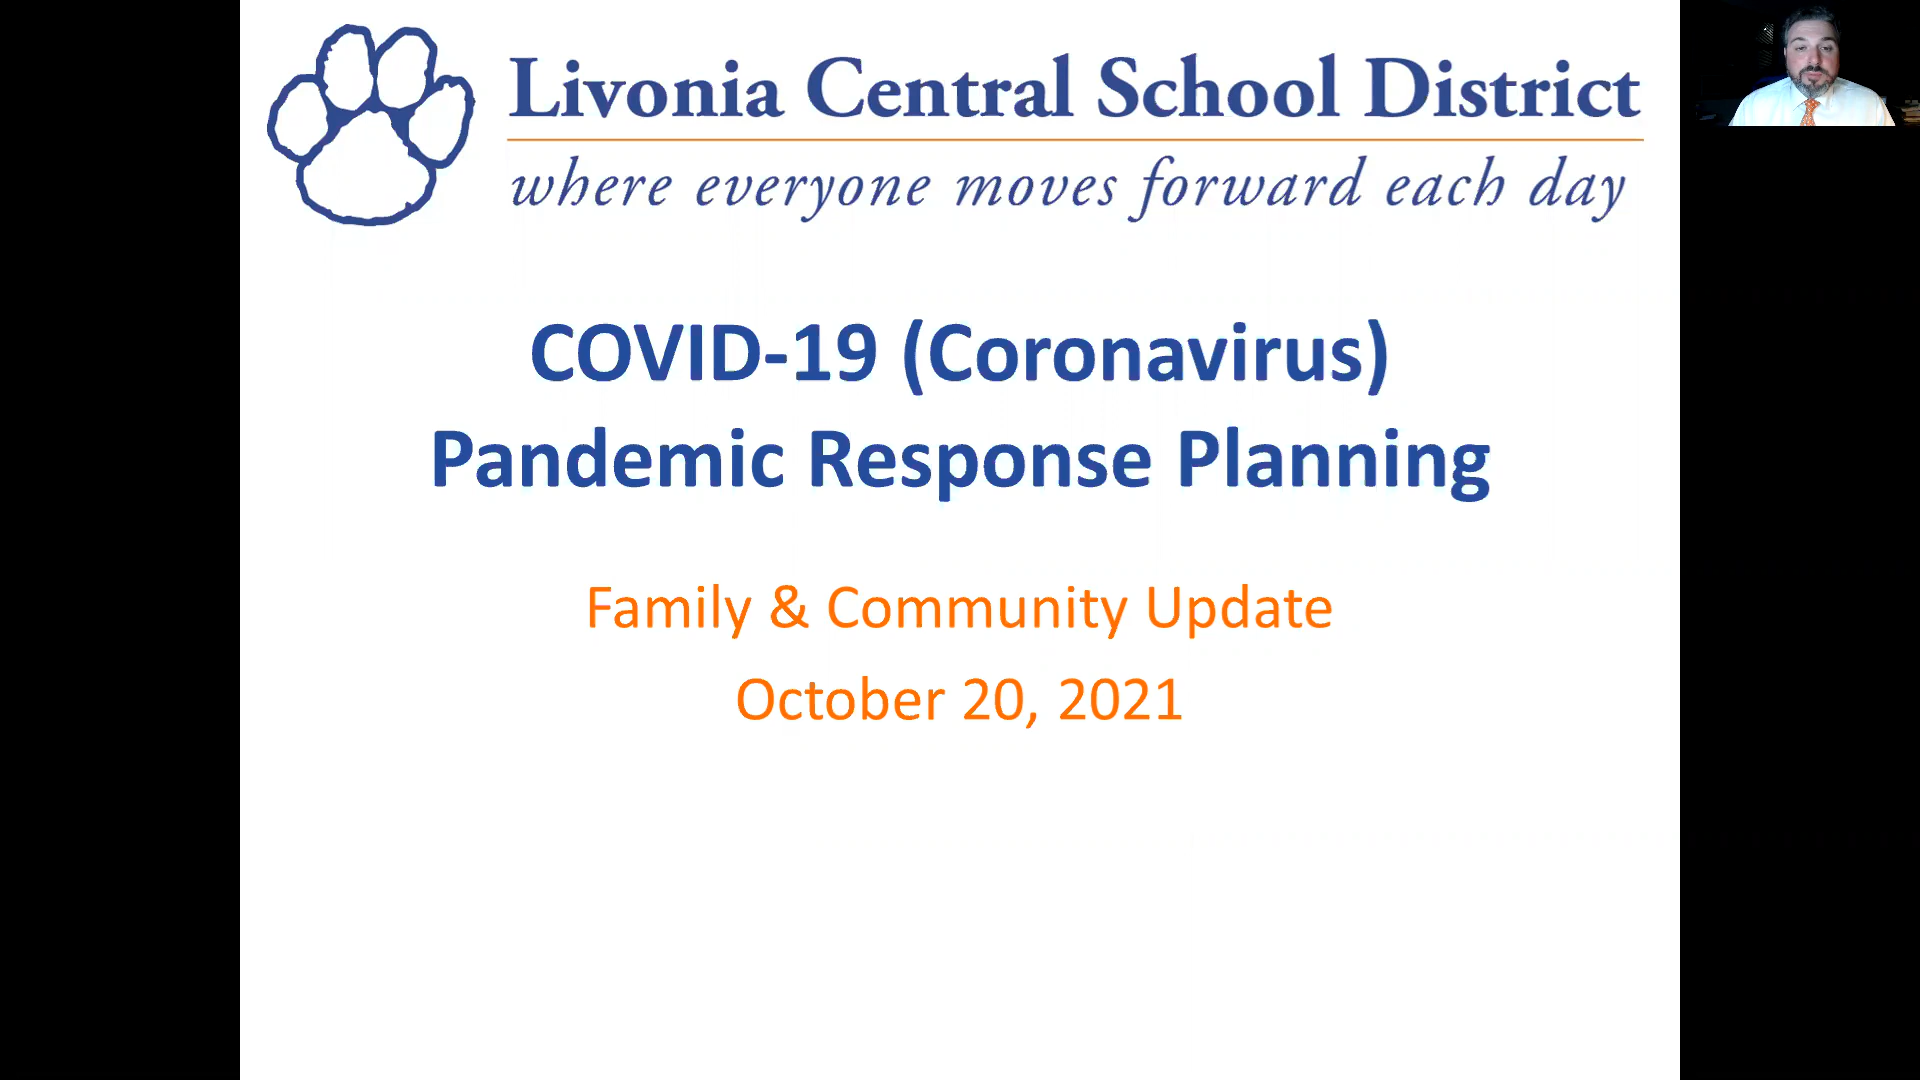 Livonia Central School District
where everyone moves forward each day
COVID-19 (Coronavirus)
Pandemic Response Planning
Family & Community Update
October 20, 2021